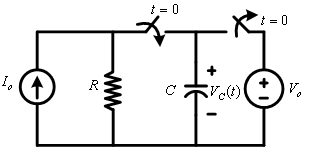 t = 0
t = 0
I_o
R
C
+
V_C(t)
−
+
−
V_o